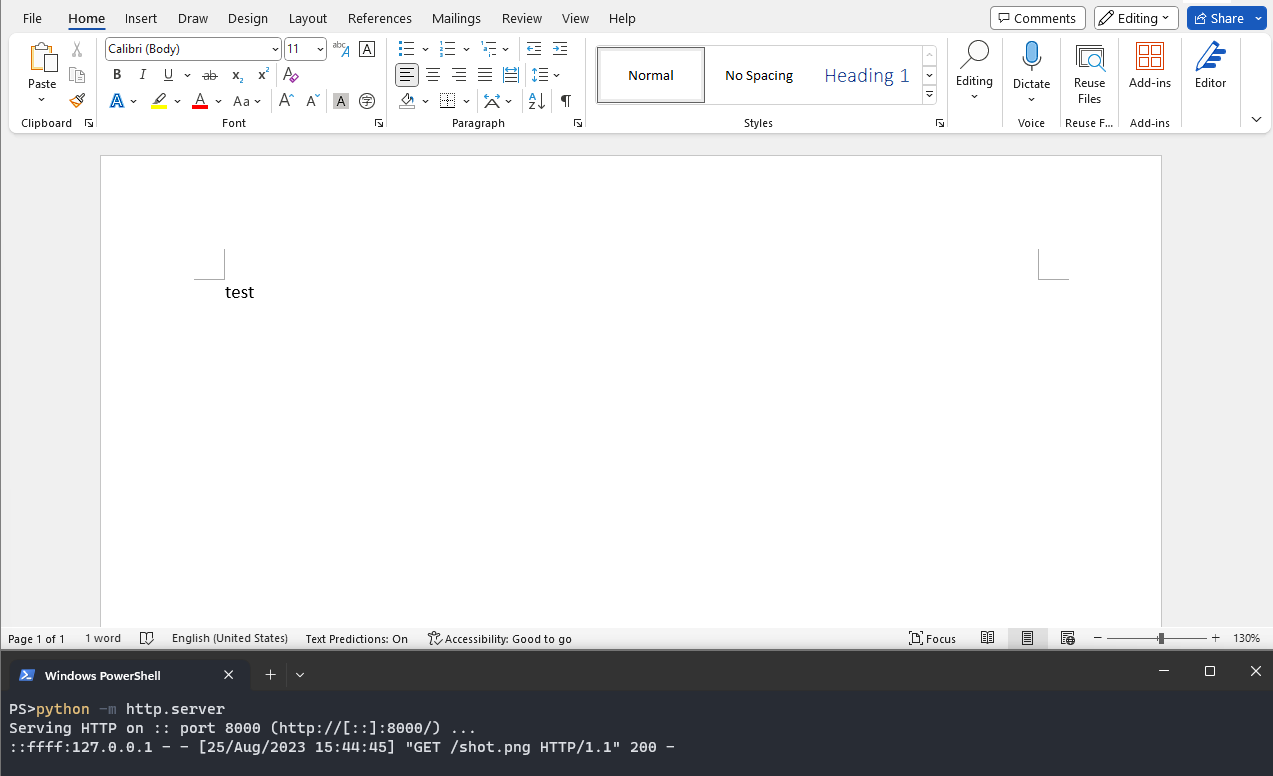 File Home Insert Draw Design Layout References Mailings Review View Help Comments Editing Share
Calibri (Body) 11
Paste
B I U ab x₂ x² A
A A Aa A A A 字
Clipboard Font Paragraph
Normal No Spacing Heading 1
Styles
Editing
Dictate
Voice
Reuse Files
Reuse F...
Add-ins
Add-ins
Editor
test
Page 1 of 1 1 word English (United States) Text Predictions: On Accessibility: Good to go Focus 130%
Windows PowerShell
PS>python -m http.server
Serving HTTP on :: port 8000 (http://[::]:8000/) ...
::ffff:127.0.0.1 - - [25/Aug/2023 15:44:45] "GET /shot.png HTTP/1.1" 200 -